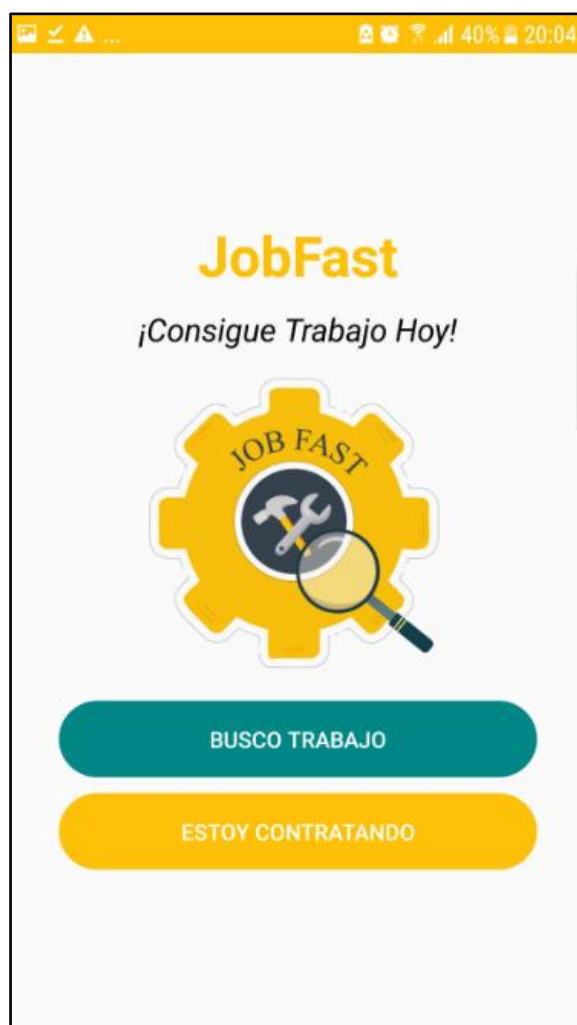 ... 40% 20:04
JobFast
¡Consigue Trabajo Hoy!
JOB FAST
BUSCO TRABAJO
ESTOY CONTRATANDO